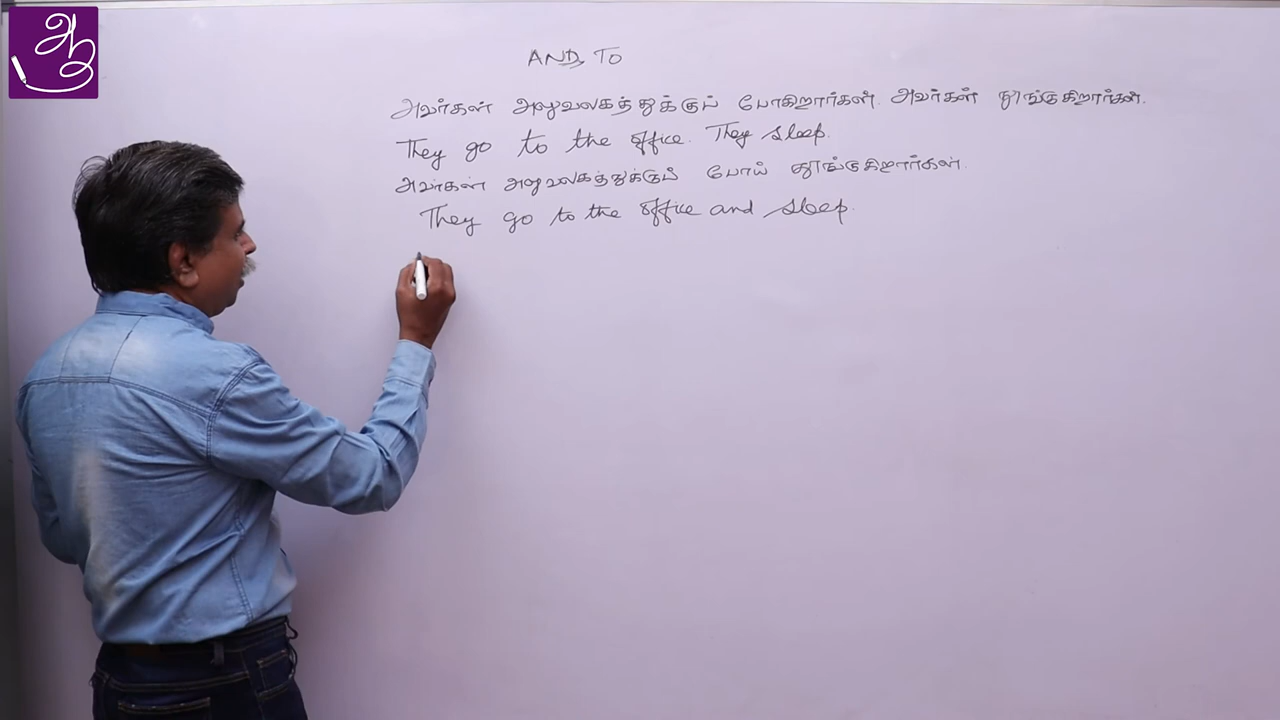 AND, TO
அவர்கள் அலுவலகத்துக்குப் போகிறார்கள். அவர்கள் தூங்குகிறார்கள்.
They go to the office. They sleep.
அவர்கள் அலுவலகத்துக்குப் போய் தூங்குகிறார்கள்.
They go to the office and sleep.